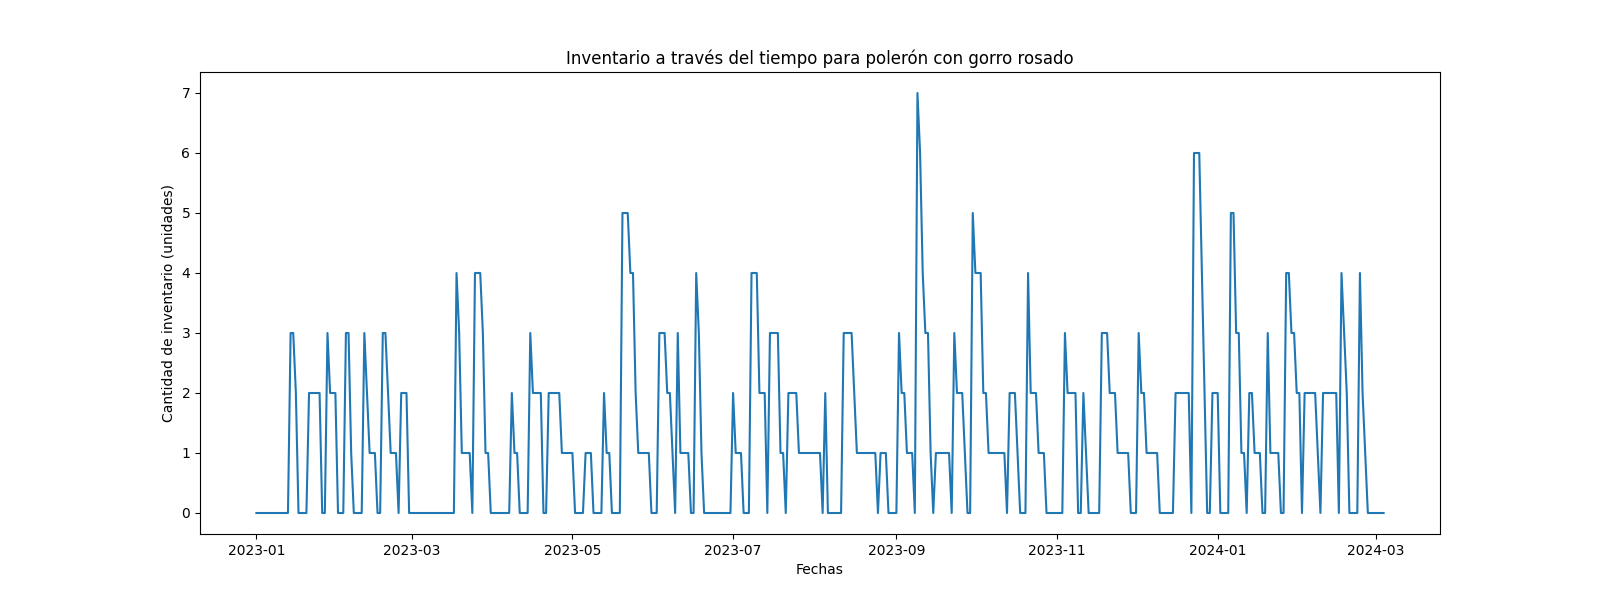 Inventario a través del tiempo para polerón con gorro rosado
Cantidad de inventario (unidades)
7
6
5
4
3
2
1
0
2023-01 2023-03 2023-05 2023-07 2023-09 2023-11 2024-01 2024-03
Fechas